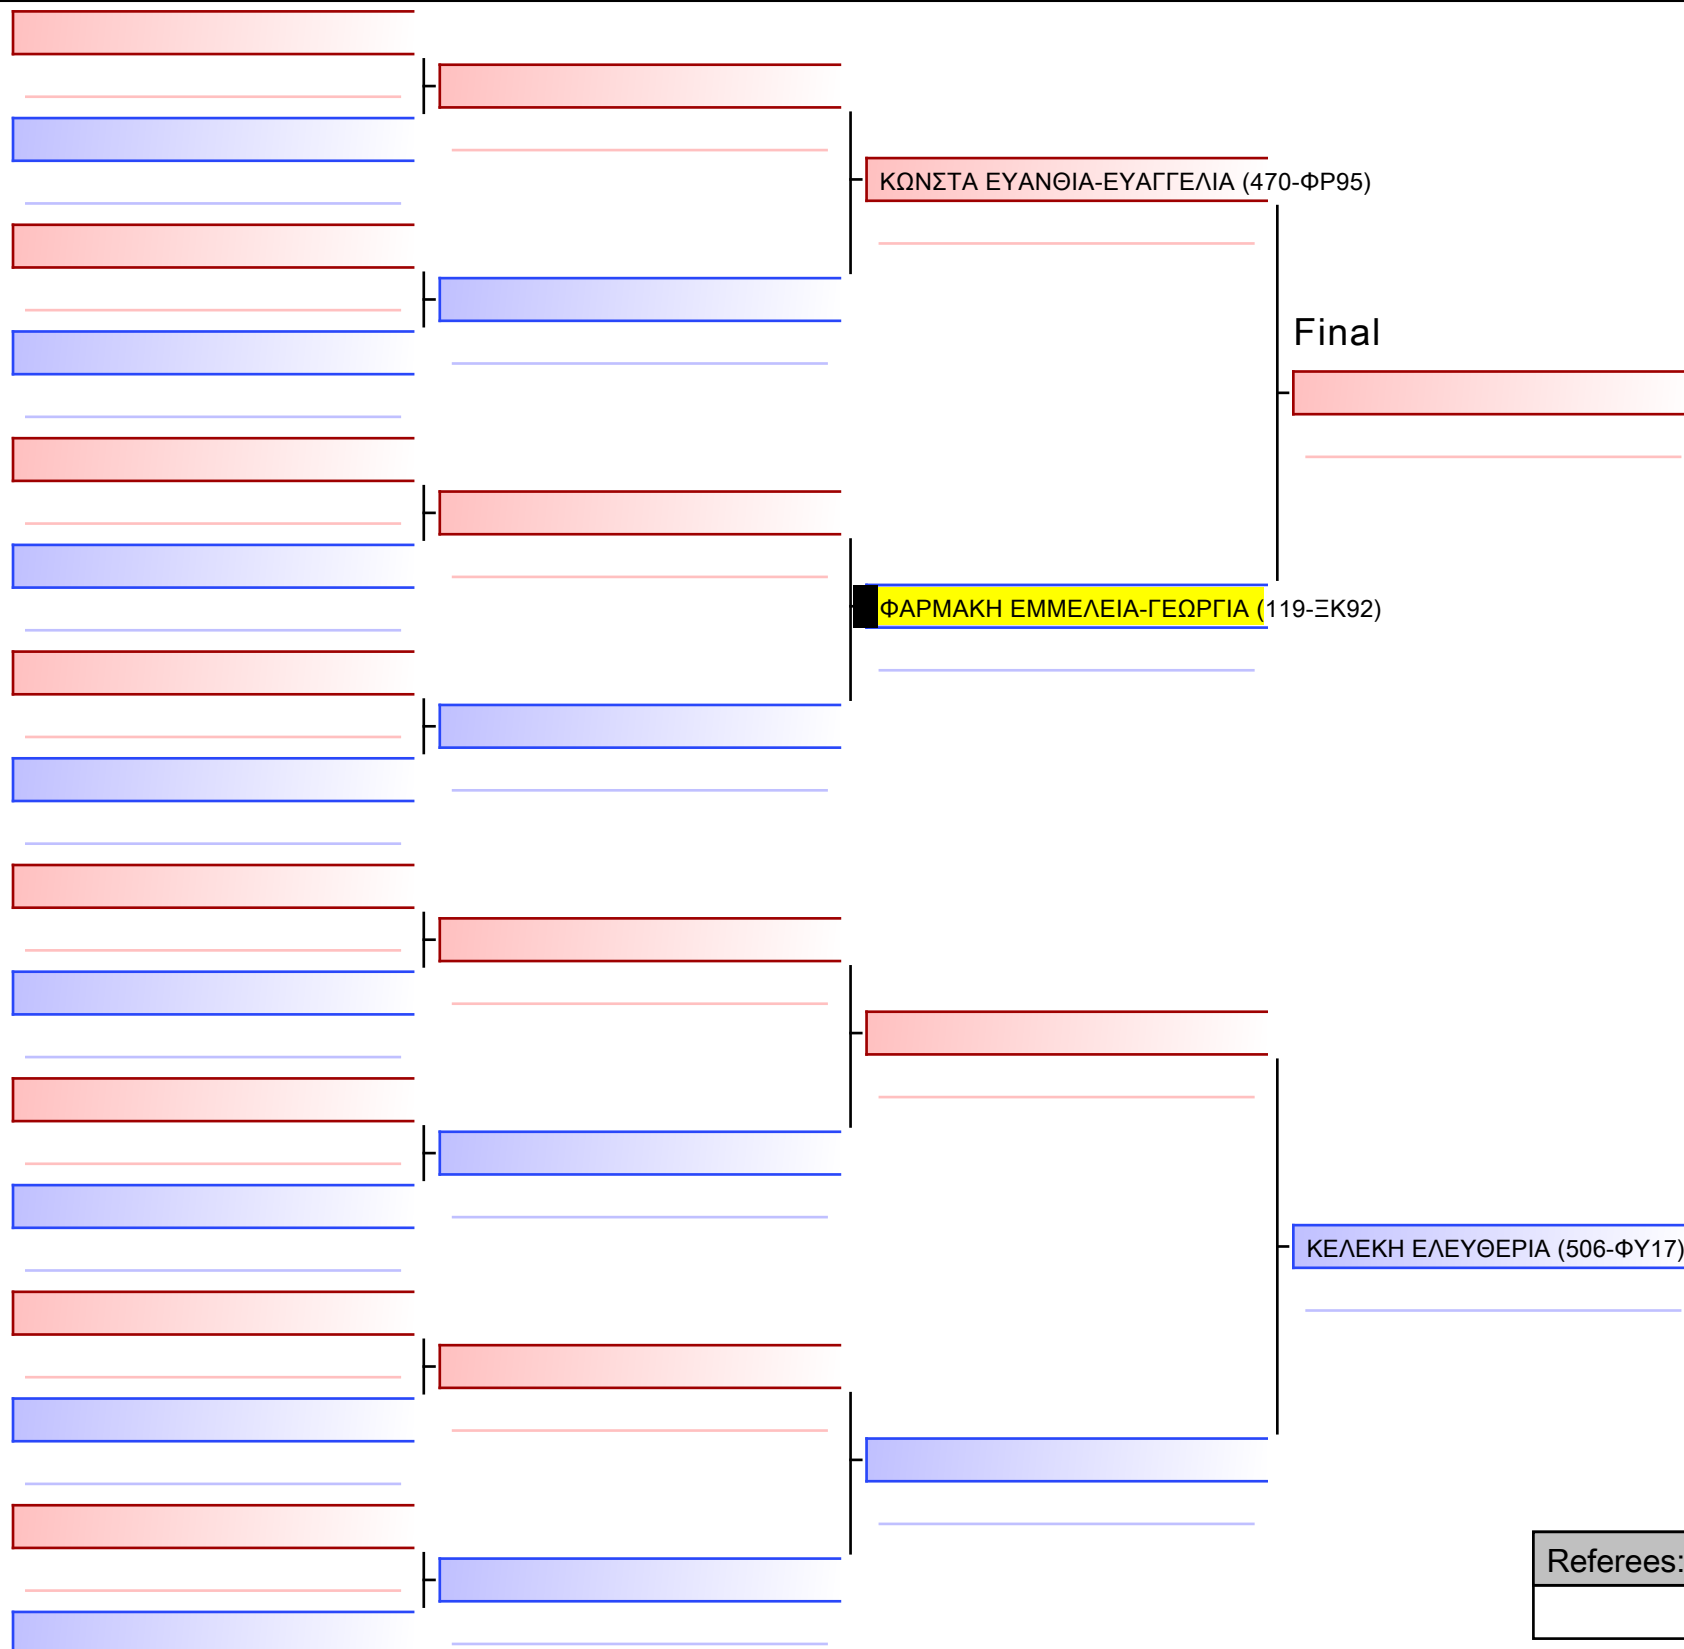 ΚΩΝΣΤΑ ΕΥΑΝΘΙΑ-ΕΥΑΓΓΕΛΙΑ (470-ΦΡ95)
Final
ΦΑΡΜΑΚΗ ΕΜΜΕΛΕΙΑ-ΓΕΩΡΓΙΑ (119-ΞΚ92)
ΚΕΛΕΚΗ ΕΛΕΥΘΕΡΙΑ (506-ΦΥ17)
Referees: